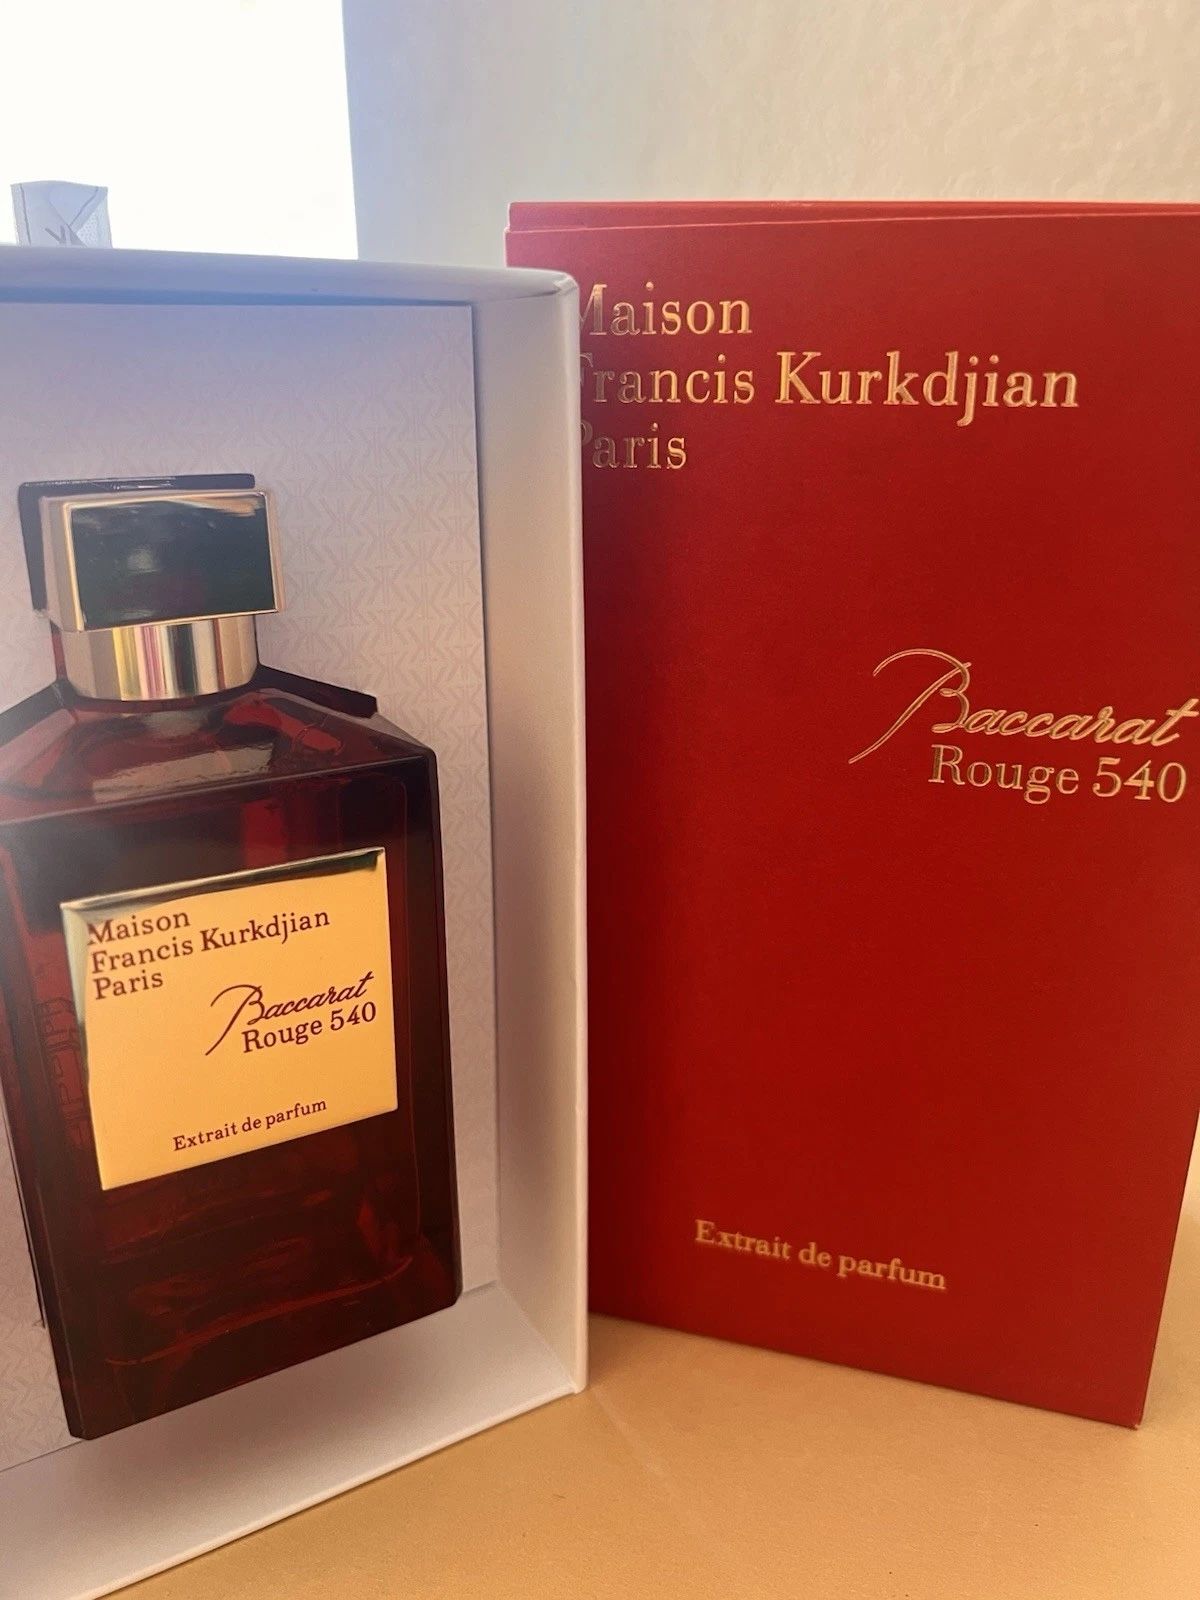 Maison
Francis Kurkdjian
Paris
Baccarat
Rouge 540
Extrait de parfum
Maison
Francis Kurkdjian
Paris
Baccarat
Rouge 540
Extrait de parfum